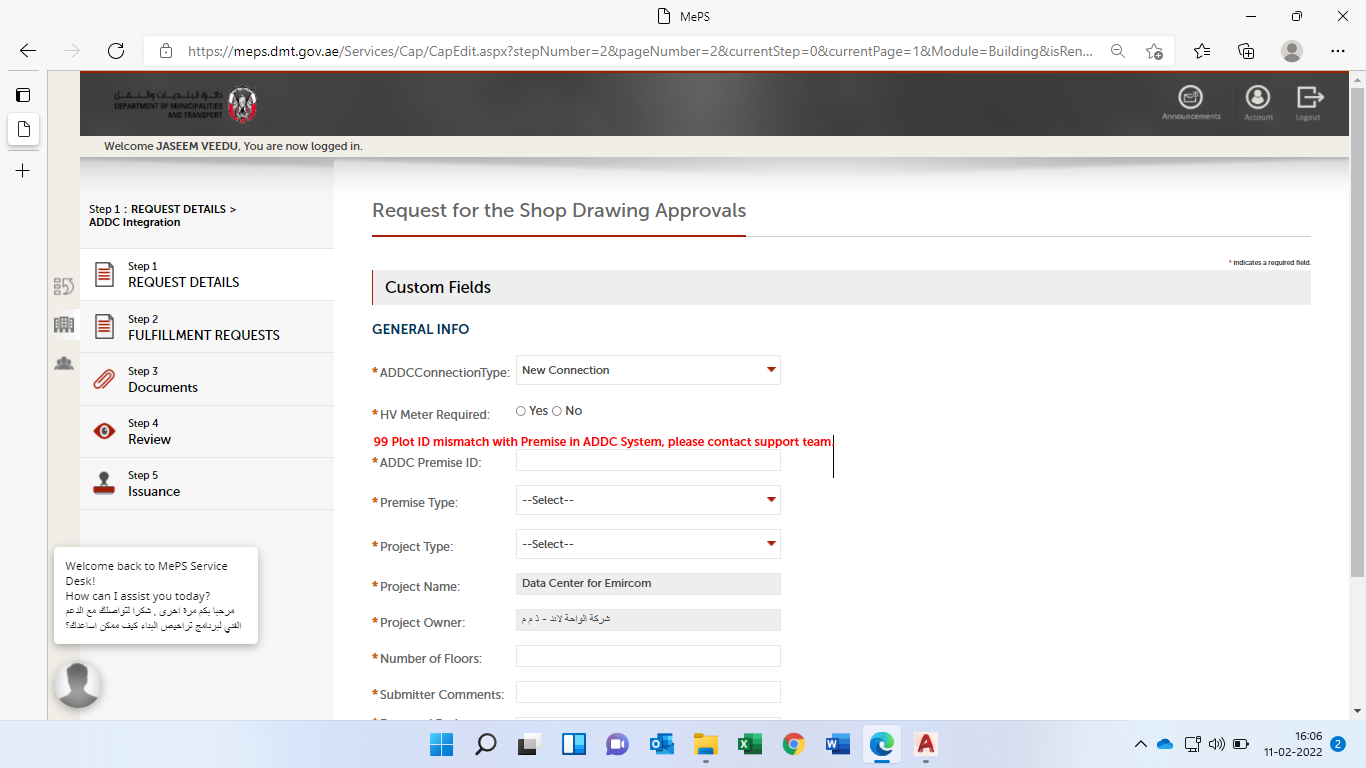 MePS
https://meps.dmt.gov.ae/Services/Cap/CapEdit.aspx?stepNumber=2&pageNumber=2&currentStep=0&currentPage=1&Module=Building&isRen...
دائرة البلديات والنقل
DEPARTMENT OF MUNICIPALITIES
AND TRANSPORT
Announcements
Account
Logout
Welcome JASEEM VEEDU, You are now logged in.
Step 1 : REQUEST DETAILS >
ADDC Integration
Step 1
REQUEST DETAILS
Step 2
FULFILLMENT REQUESTS
Step 3
Documents
Step 4
Review
Step 5
Issuance
Request for the Shop Drawing Approvals
* indicates a required field.
Custom Fields
GENERAL INFO
*ADDCConnectionType: New Connection
*HV Meter Required: Yes No
99 Plot ID mismatch with Premise in ADDC System, please contact support team.
*ADDC Premise ID:
*Premise Type: --Select--
*Project Type: --Select--
*Project Name: Data Center for Emircom
*Project Owner: شركة الواحة لاند - ذ م م
*Number of Floors:
*Submitter Comments:
Welcome back to MePS Service
Desk!
How can I assist you today?
مرحبا بكم مرة اخرى , شكرا لتواصلك مع الدعم
الفني لبرنامج تراخيص البناء كيف ممكن اساعدك؟
16:06
11-02-2022
2